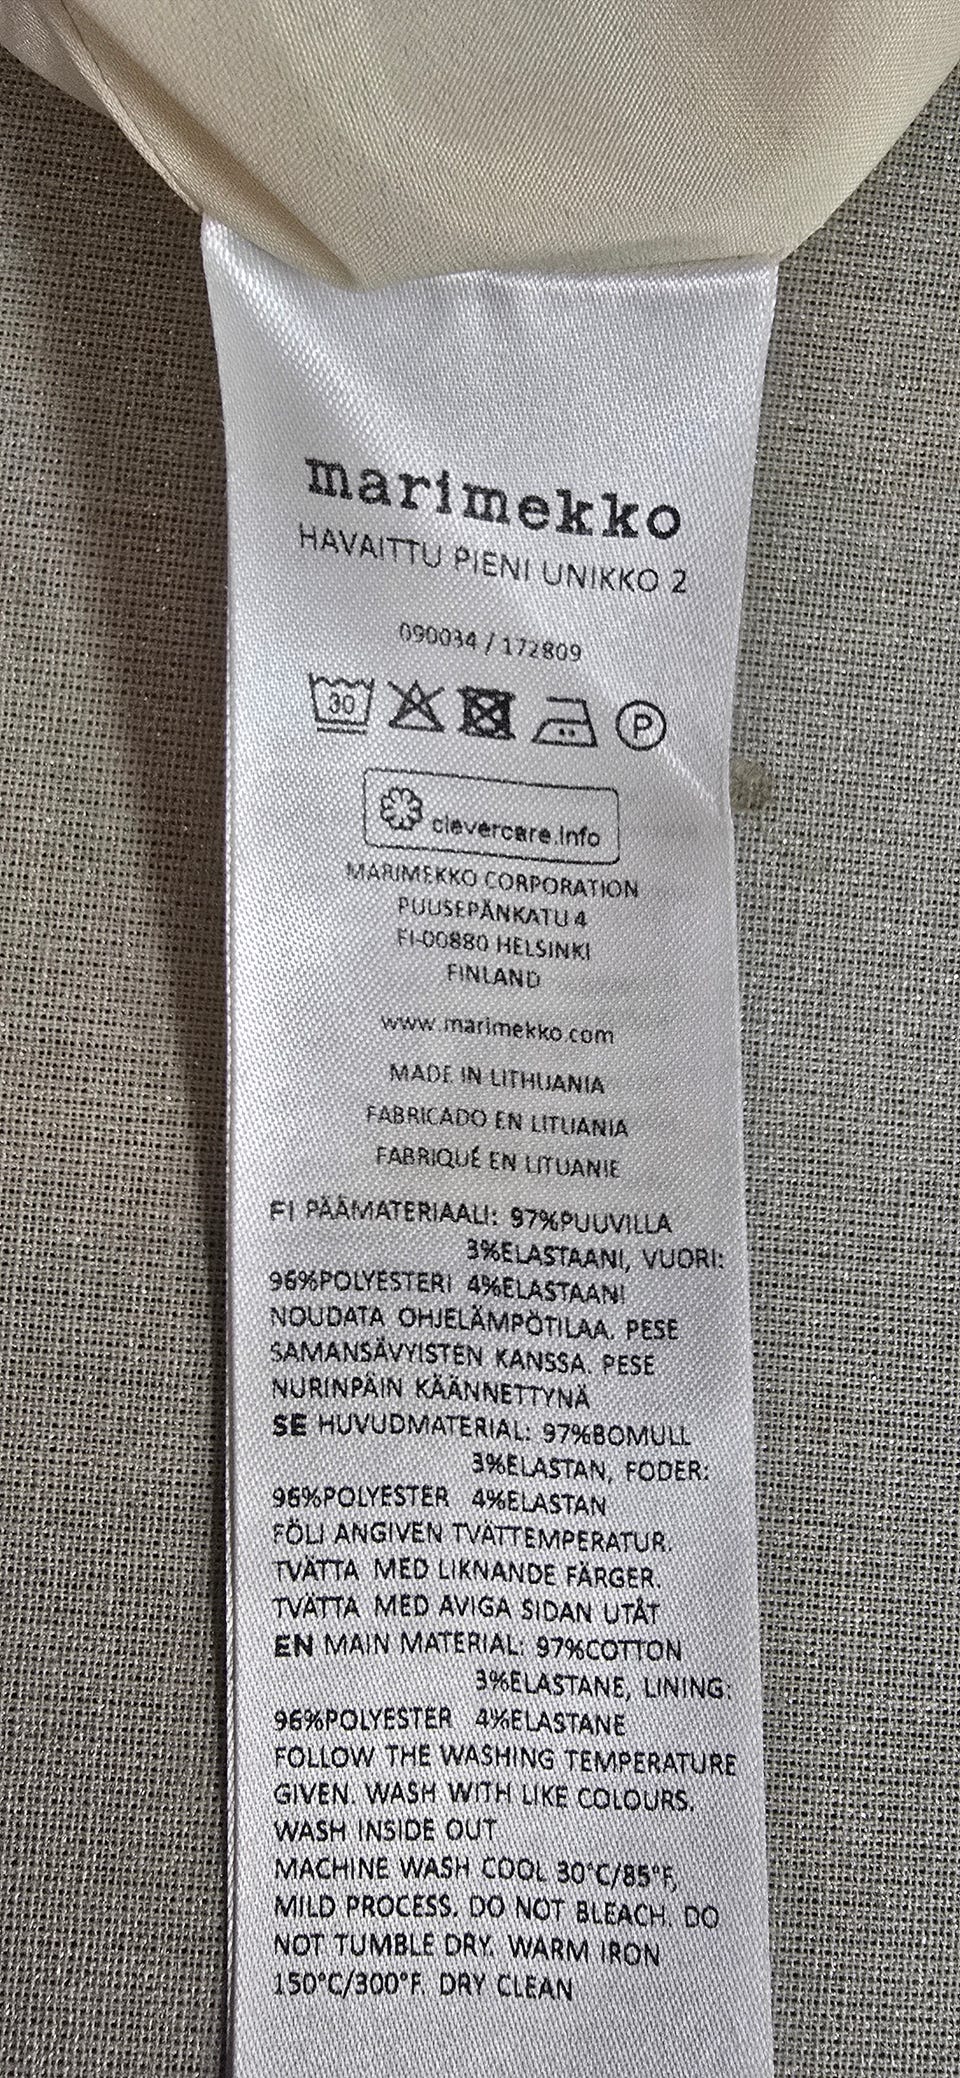 marimekko
HAVAITTU PIENI UNIKKO 2
090034 / 172809
30 P
clevercare.info
MARIMEKKO CORPORATION
PUUSEPÄNKATU 4
FI-00880 HELSINKI
FINLAND
www.marimekko.com
MADE IN LITHUANIA
FABRICADO EN LITUANIA
FABRIQUÉ EN LITUANIE
FI PÄÄMATERIAALI: 97%PUUVILLA
3%ELASTAANI, VUORI:
96%POLYESTERI 4%ELASTAANI
NOUDATA OHJELÄMPÖTILAA. PESE
SAMANSÄVYISTEN KANSSA. PESE
NURINPÄIN KÄÄNNETTYNÄ
SE HUVUDMATERIAL: 97%BOMULL
3%ELASTAN, FODER:
96%POLYESTER 4%ELASTAN
FÖLJ ANGIVEN TVÄTTEMPERATUR.
TVÄTTA MED LIKNANDE FÄRGER.
TVÄTTA MED AVIGA SIDAN UTÅT
EN MAIN MATERIAL: 97%COTTON
3%ELASTANE, LINING:
96%POLYESTER 4%ELASTANE
FOLLOW THE WASHING TEMPERATURE
GIVEN. WASH WITH LIKE COLOURS.
WASH INSIDE OUT
MACHINE WASH COOL 30°C/85°F,
MILD PROCESS. DO NOT BLEACH. DO
NOT TUMBLE DRY. WARM IRON
150°C/300°F. DRY CLEAN